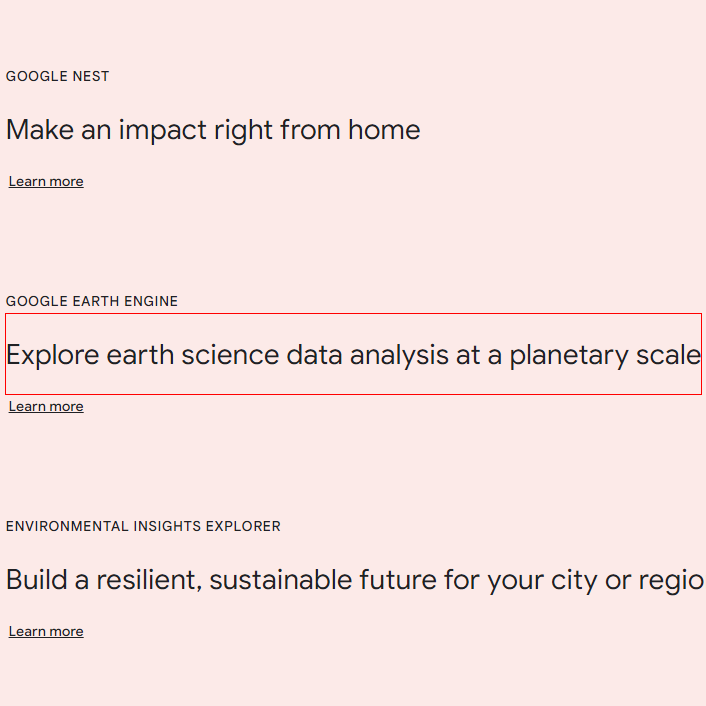 GOOGLE NEST
Make an impact right from home
Learn more
GOOGLE EARTH ENGINE
Explore earth science data analysis at a planetary scale
Learn more
ENVIRONMENTAL INSIGHTS EXPLORER
Build a resilient, sustainable future for your city or regio
Learn more